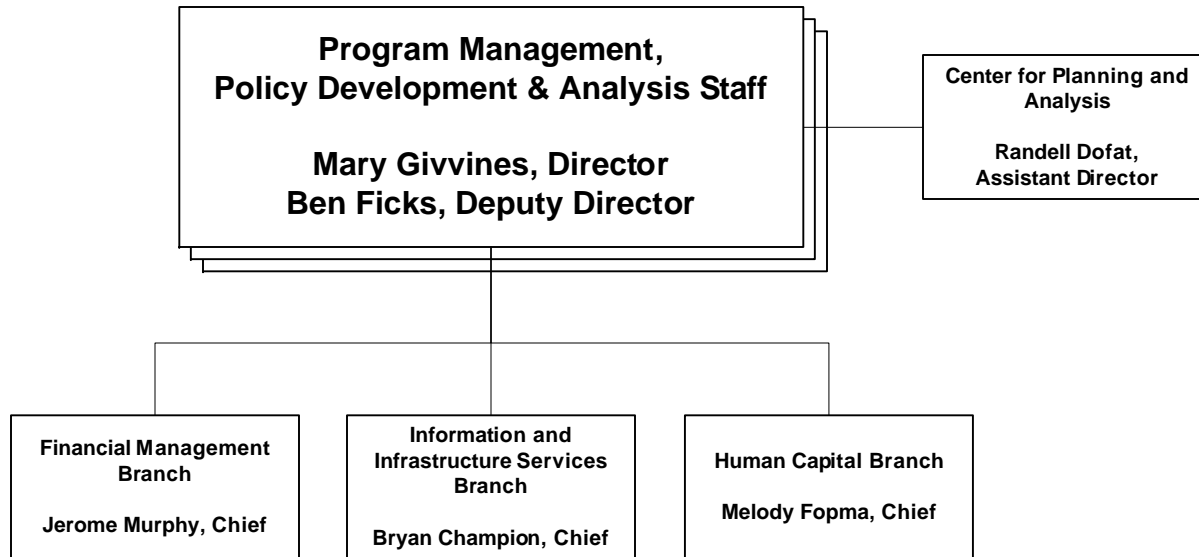 Program Management,
Policy Development & Analysis Staff
Mary Givvines, Director
Ben Ficks, Deputy Director
Center for Planning and
Analysis
Randell Dofat,
Assistant Director
Financial Management
Branch
Jerome Murphy, Chief
Information and
Infrastructure Services
Branch
Bryan Champion, Chief
Human Capital Branch
Melody Fopma, Chief